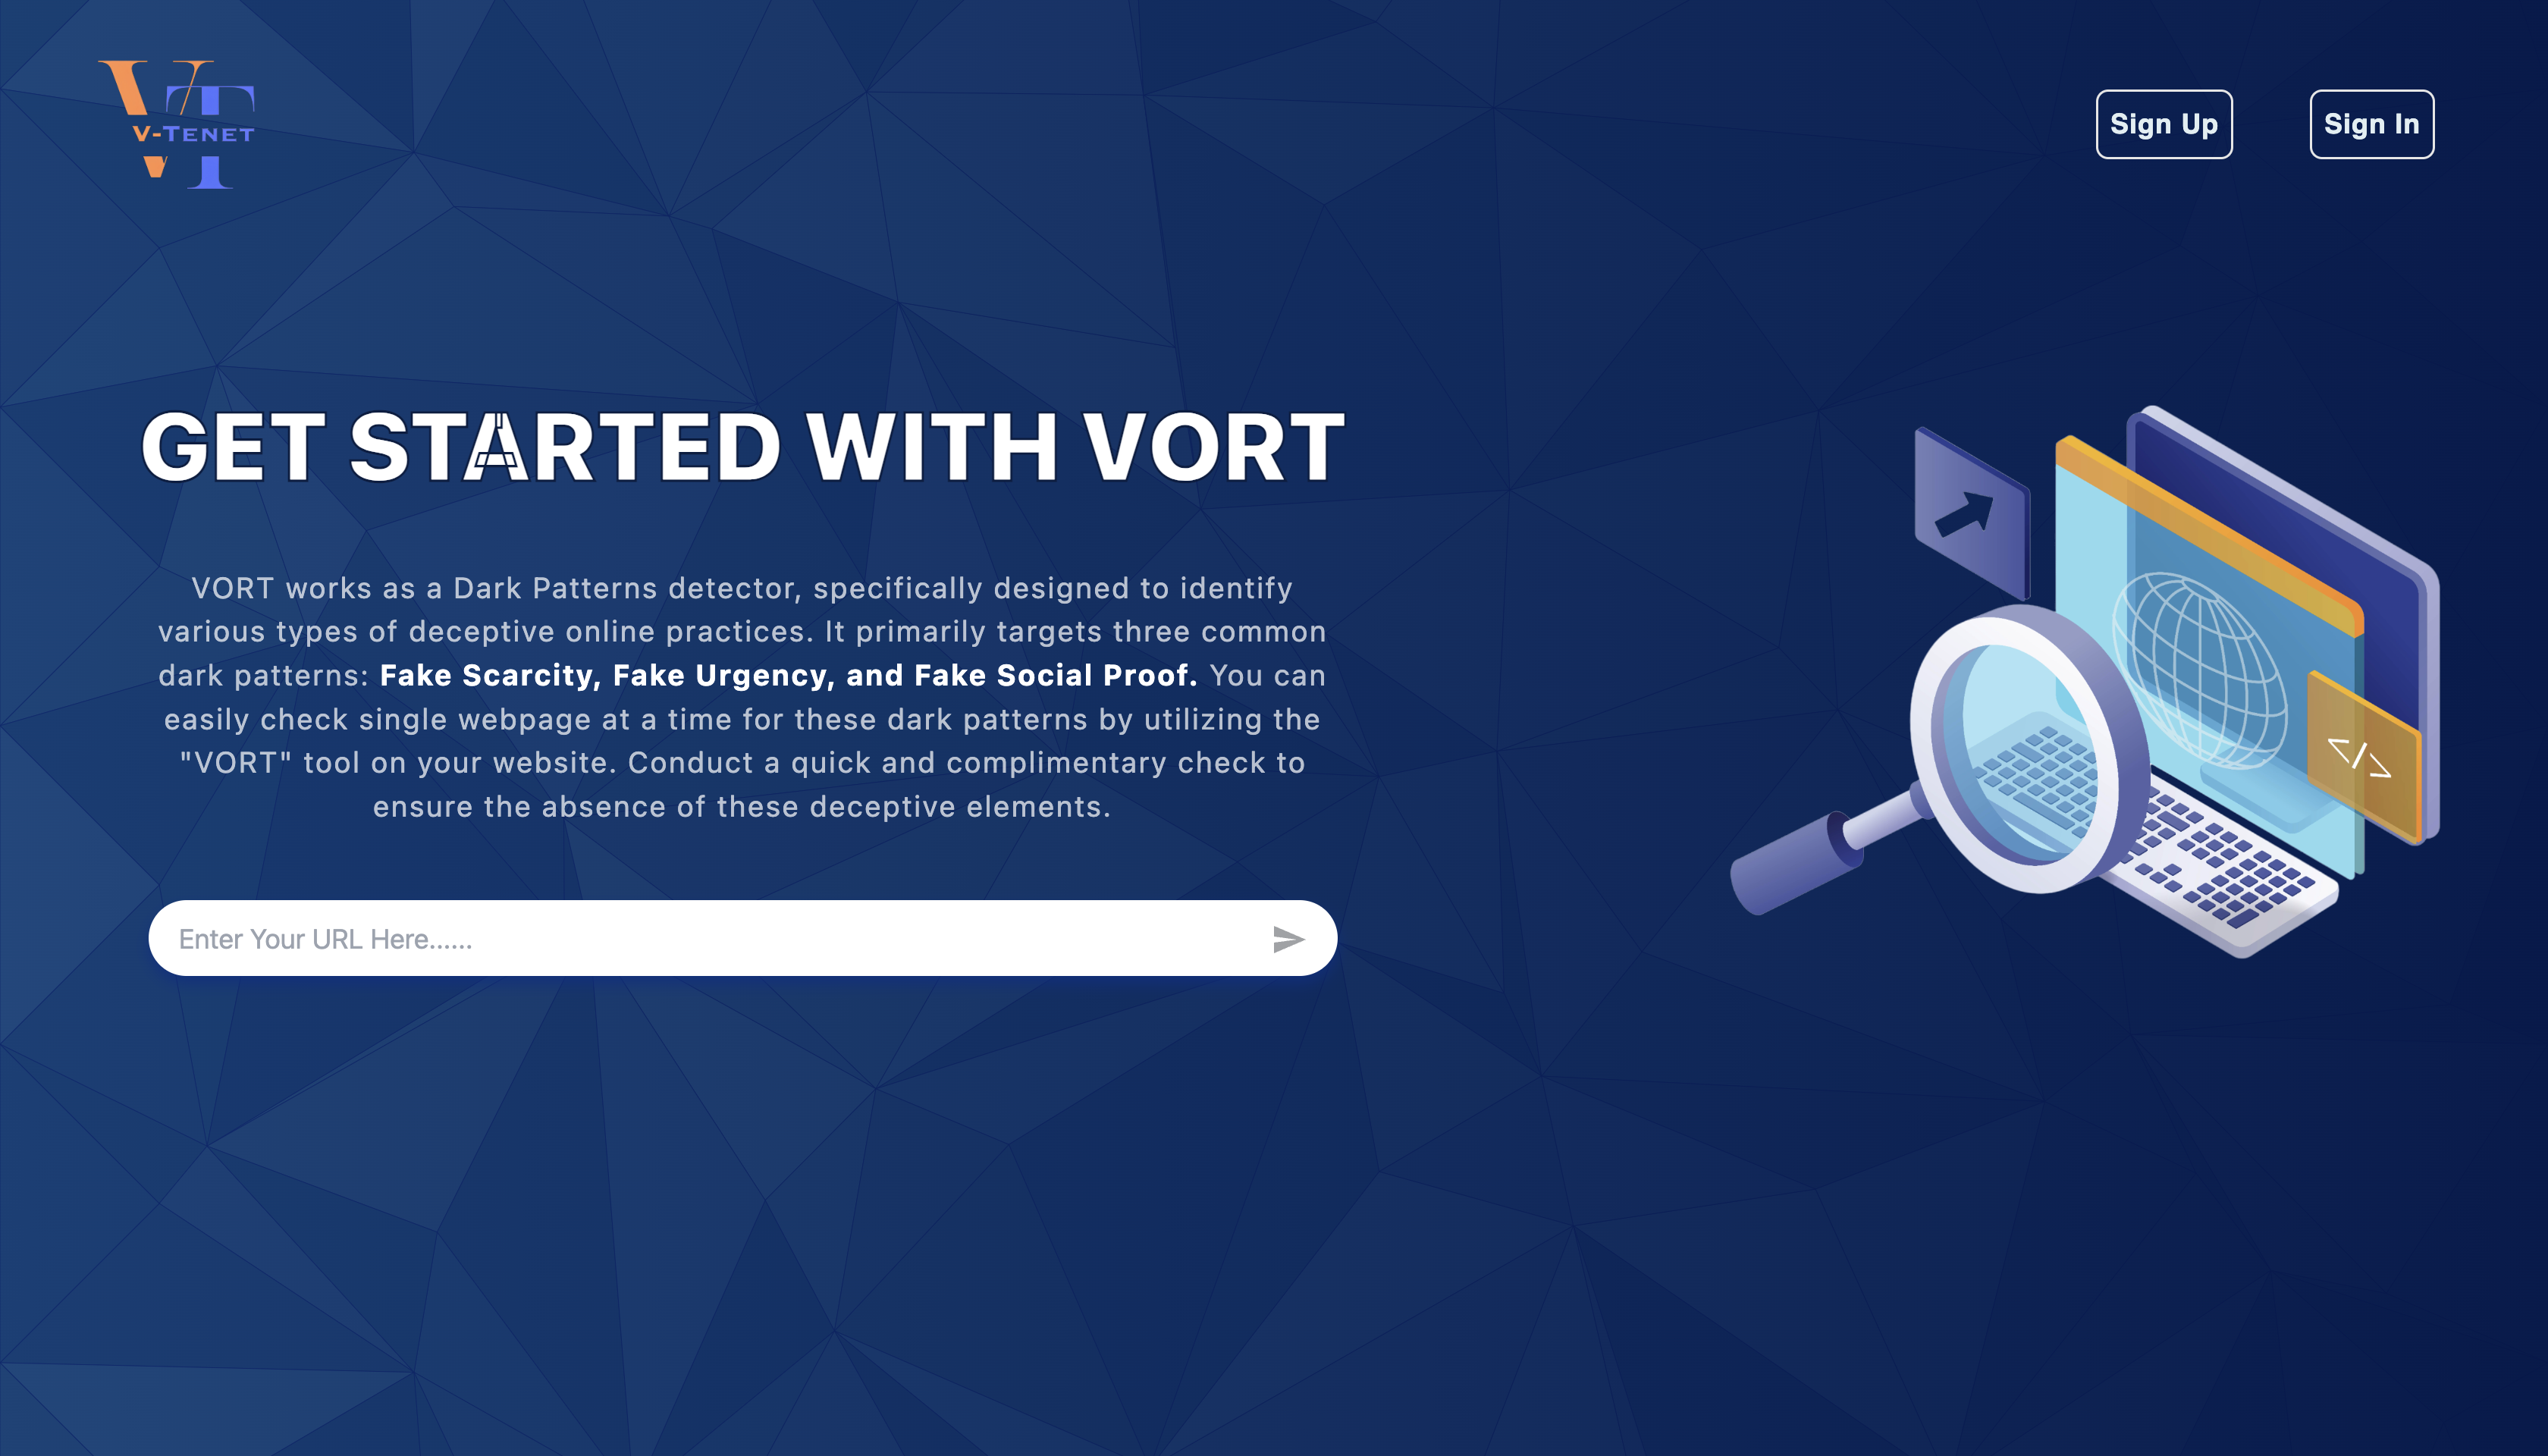 V-TENET
Sign Up
Sign In
GET STARTED WITH VORT
VORT works as a Dark Patterns detector, specifically designed to identify
various types of deceptive online practices. It primarily targets three common
dark patterns: Fake Scarcity, Fake Urgency, and Fake Social Proof. You can
easily check single webpage at a time for these dark patterns by utilizing the
"VORT" tool on your website. Conduct a quick and complimentary check to
ensure the absence of these deceptive elements.
Enter Your URL Here......